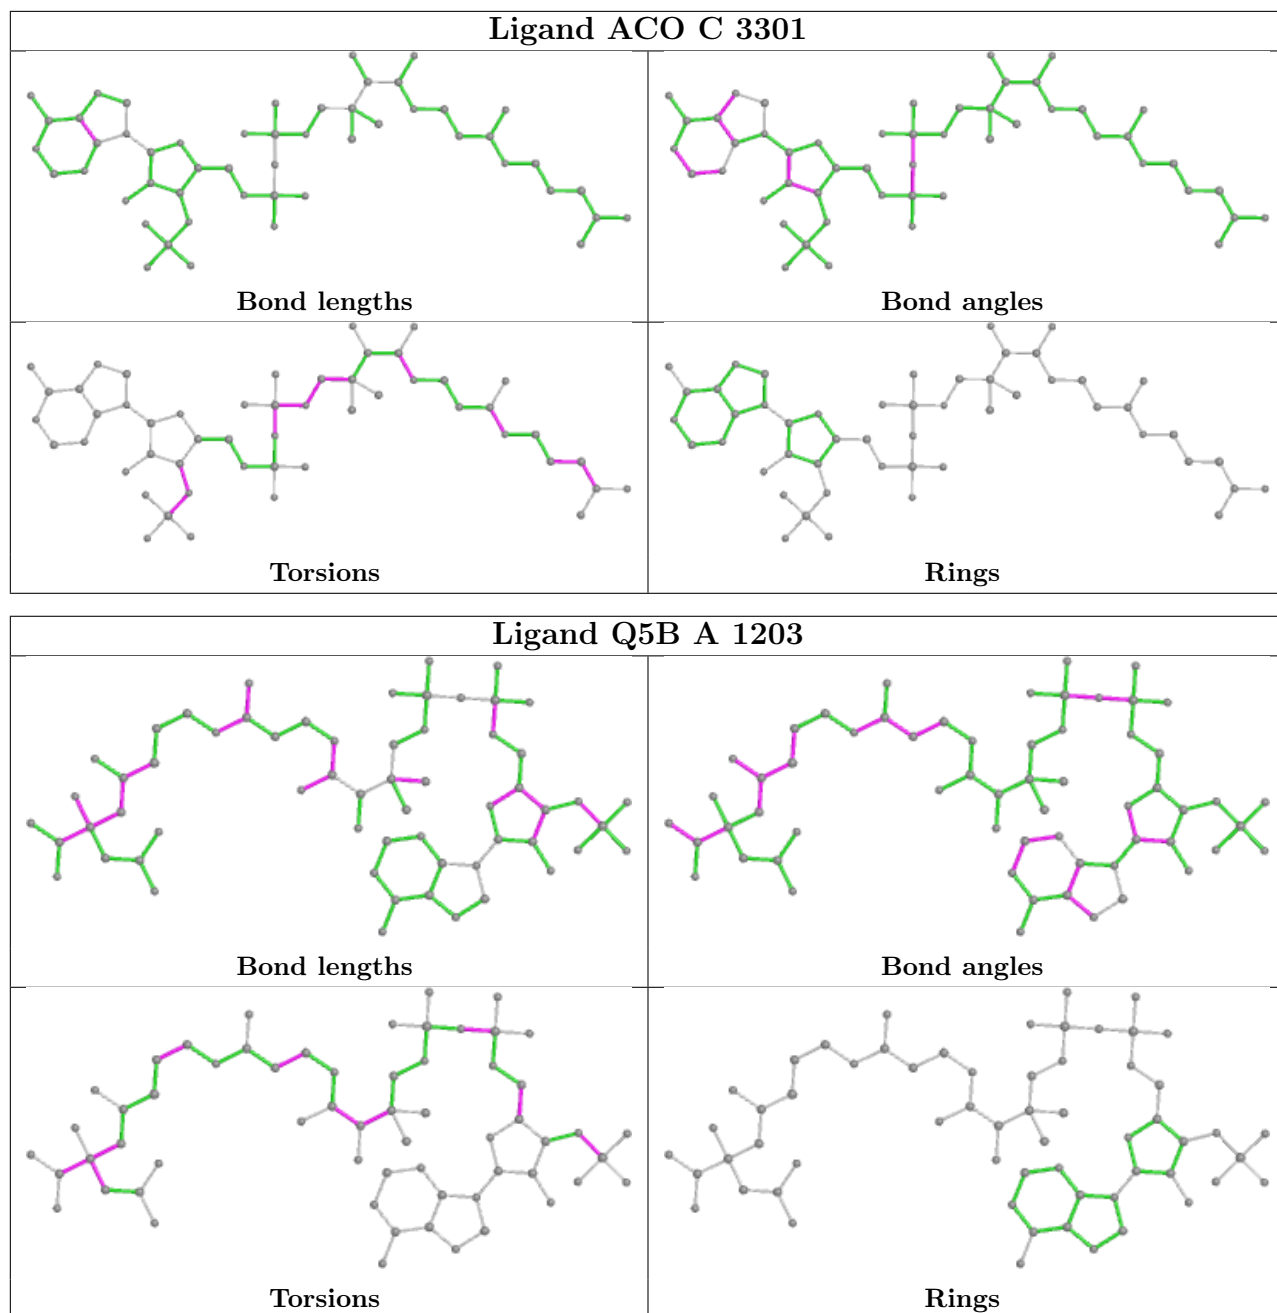 Ligand ACO C 3301
Bond lengths
Bond angles
Torsions
Rings
Ligand Q5B A 1203
Bond lengths
Bond angles
Torsions
Rings